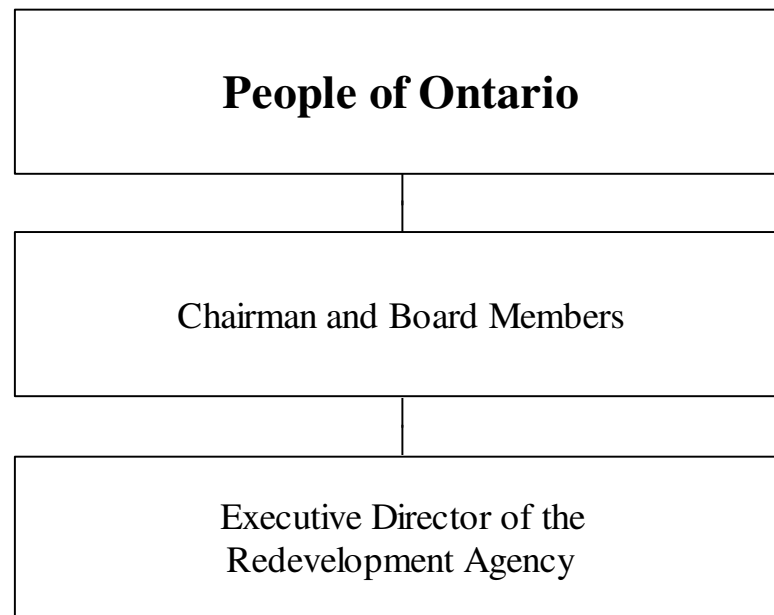 People of Ontario
Chairman and Board Members
Executive Director of the
Redevelopment Agency